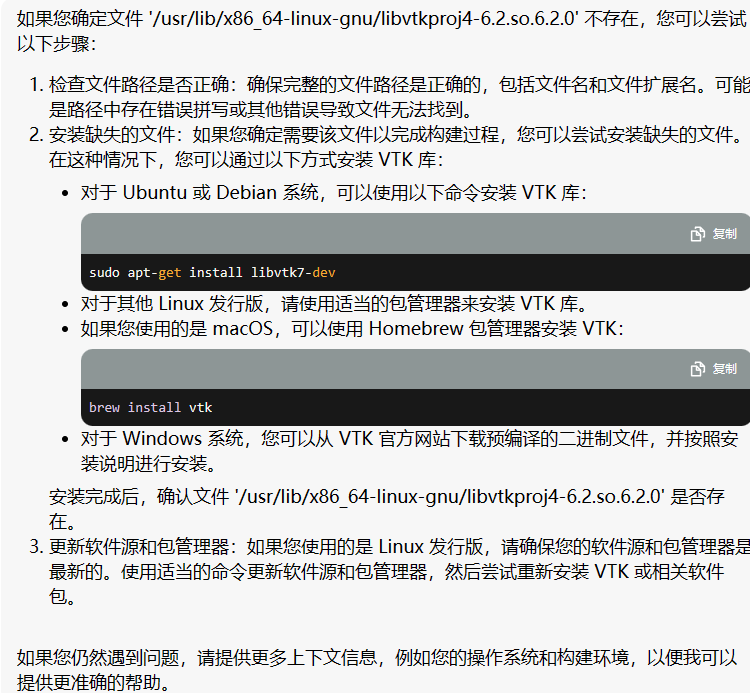 如果您确定文件 '/usr/lib/x86_64-linux-gnu/libvtkproj4-6.2.so.6.2.0' 不存在，您可以尝试
以下步骤：
1. 检查文件路径是否正确：确保完整的文件路径是正确的，包括文件名和文件扩展名。可能
是路径中存在错误拼写或其他错误导致文件无法找到。
2. 安装缺失的文件：如果您确定需要该文件以完成构建过程，您可以尝试安装缺失的文件。
在这种情况下，您可以通过以下方式安装 VTK 库：
• 对于 Ubuntu 或 Debian 系统，可以使用以下命令安装 VTK 库：
复制
sudo apt-get install libvtk7-dev
• 对于其他 Linux 发行版，请使用适当的包管理器来安装 VTK 库。
• 如果您使用的是 macOS，可以使用 Homebrew 包管理器安装 VTK：
复制
brew install vtk
• 对于 Windows 系统，您可以从 VTK 官方网站下载预编译的二进制文件，并按照安
装说明进行安装。
安装完成后，确认文件 '/usr/lib/x86_64-linux-gnu/libvtkproj4-6.2.so.6.2.0' 是否存
在。
3. 更新软件源和包管理器：如果您使用的是 Linux 发行版，请确保您的软件源和包管理器是
最新的。使用适当的命令更新软件源和包管理器，然后尝试重新安装 VTK 或相关软件
包。
如果您仍然遇到问题，请提供更多上下文信息，例如您的操作系统和构建环境，以便我可以
提供更准确的帮助。